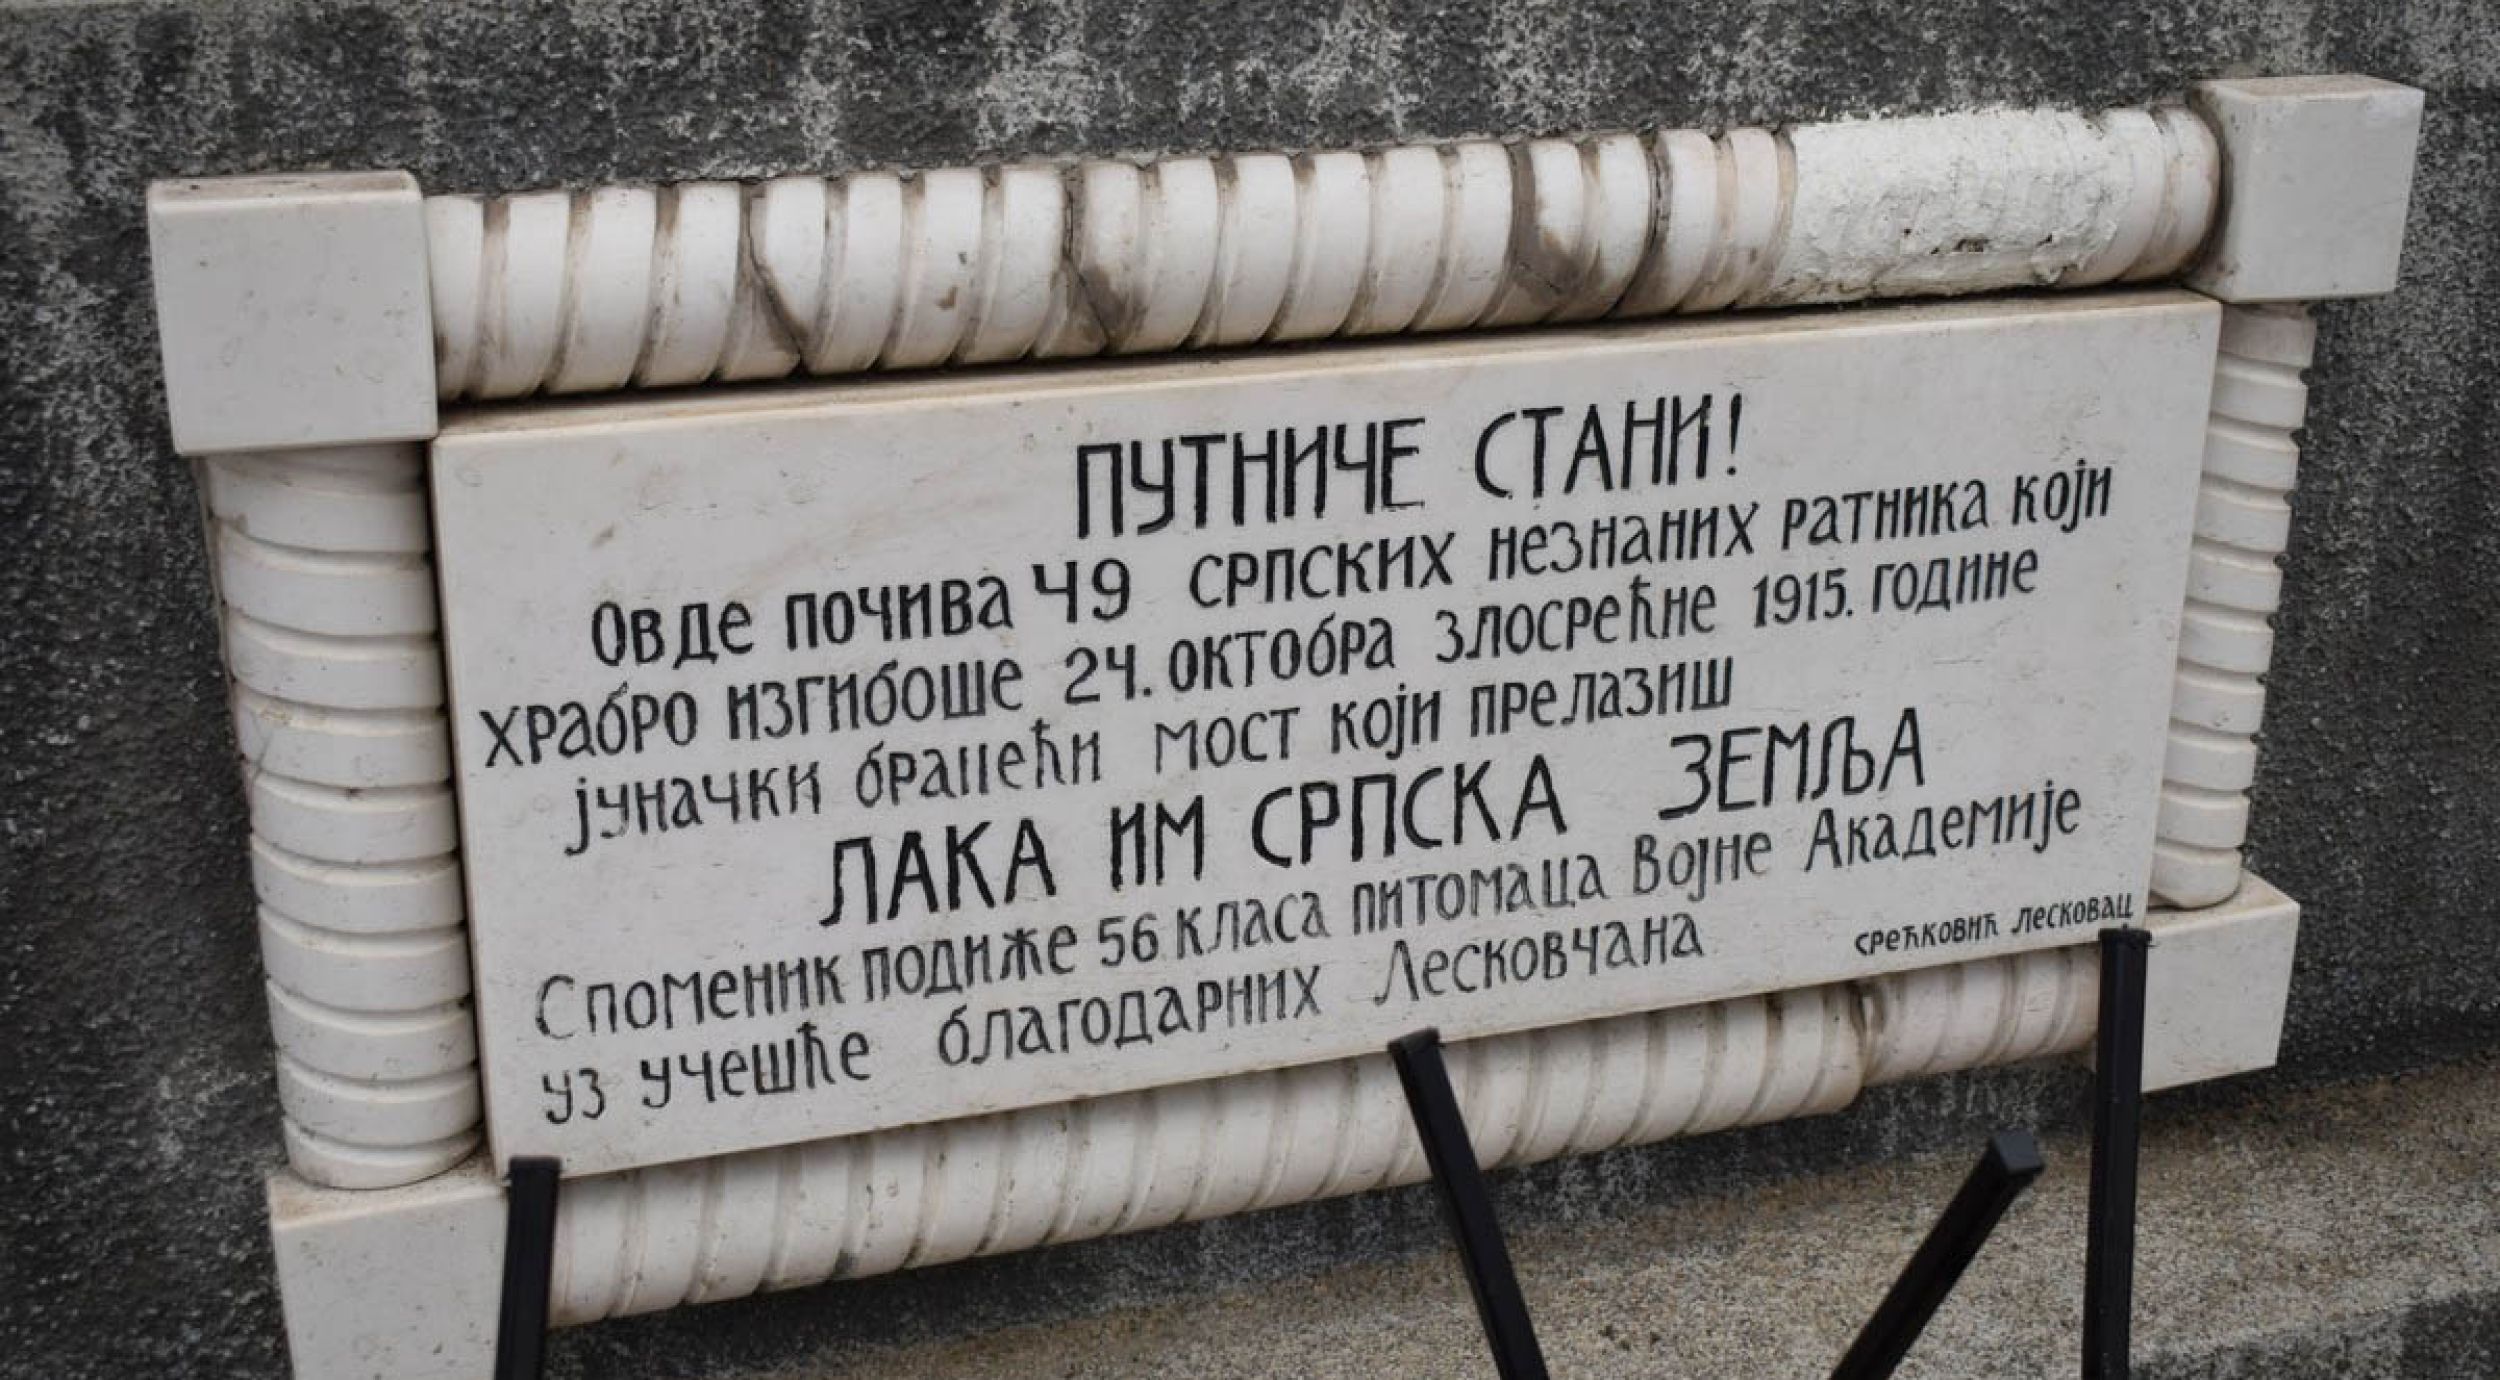 ПУТНИЧЕ СТАНИ!
Овде почива 49 српских незнаних ратника који
храбро изгибоше 24. октобра злосрећне 1915. године
јуначки бранећи мост који прелазиш
ЛАКА ИМ СРПСКА ЗЕМЉА
Споменик подиже 56 класа питомаца Војне Академије
уз учешће благодарних Лесковчана
срећковић лесковац